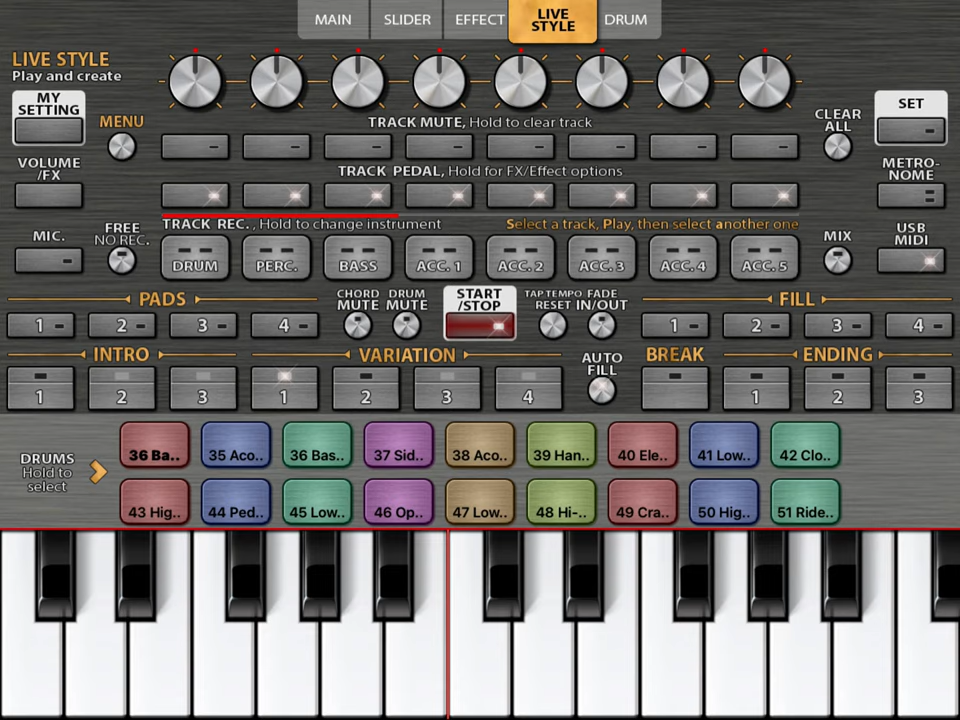 MAIN
SLIDER
EFFECT
LIVE
STYLE
DRUM
LIVE STYLE
Play and create
MY
SETTING
MENU
TRACK MUTE, Hold to clear track
CLEAR
ALL
SET
VOLUME
/FX
TRACK PEDAL, Hold for FX/Effect options
METRO-
NOME
MIC.
FREE
NO REC.
TRACK REC. , Hold to change instrument
Select a track, Play, then select another one
MIX
USB
MIDI
DRUM
PERC.
BASS
ACC. 1
ACC. 2
ACC. 3
ACC. 4
ACC. 5
PADS
CHORD
MUTE
DRUM
MUTE
START
/STOP
TAP TEMPO
RESET
FADE
IN/OUT
FILL
1
2
3
4
1
2
3
4
INTRO
VARIATION
AUTO
FILL
BREAK
ENDING
1
2
3
1
2
3
4
1
2
3
DRUMS
Hold to
select
36 Ba..
35 Aco..
36 Bas..
37 Sid..
38 Aco..
39 Han..
40 Ele..
41 Low..
42 Clo..
43 Hig..
44 Ped..
45 Low..
46 Op..
47 Low..
48 Hi-..
49 Cra..
50 Hig..
51 Ride..